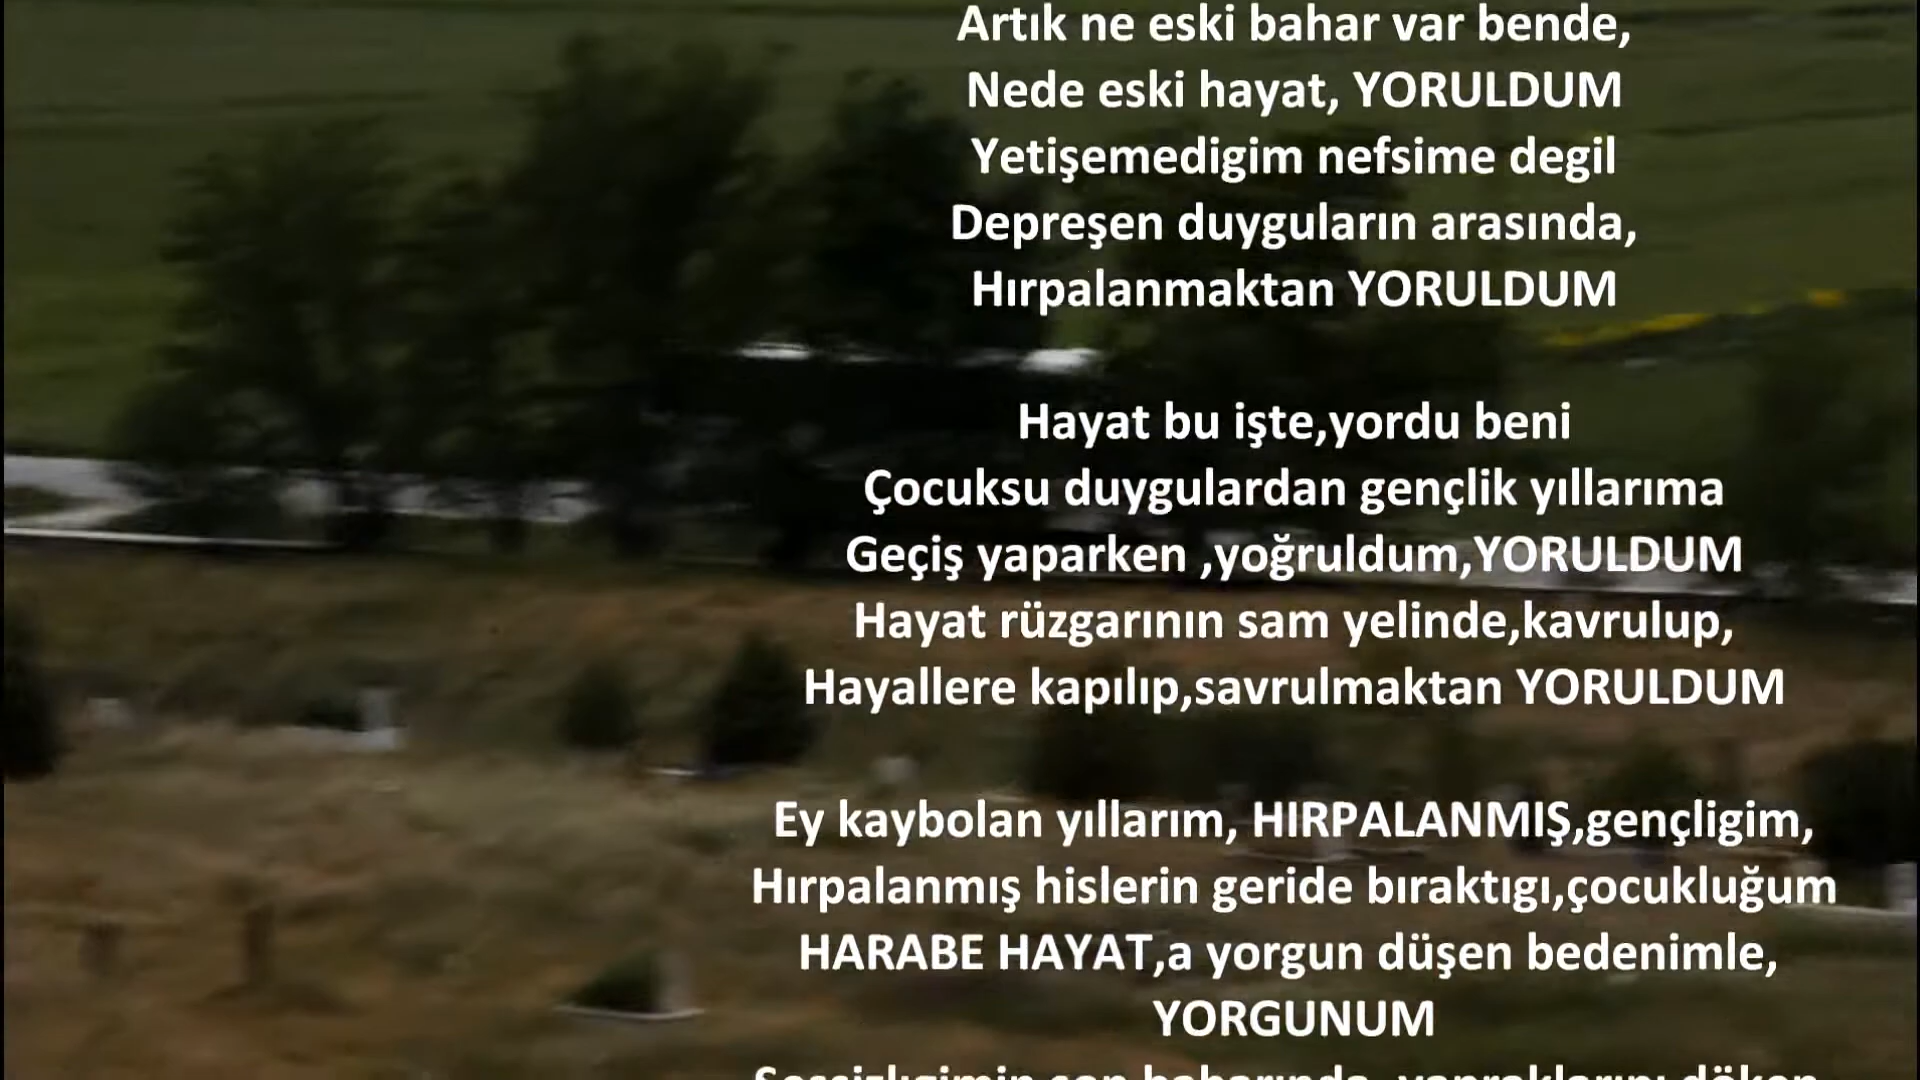 Artık ne eski bahar var bende,
Nede eski hayat, YORULDUM
Yetişemedigim nefsime degil
Depreşen duyguların arasında,
Hırpalanmaktan YORULDUM
Hayat bu işte,yordu beni
Çocuksu duygulardan gençlik yıllarıma
Geçiş yaparken ,yoğruldum,YORULDUM
Hayat rüzgarının sam yelinde,kavrulup,
Hayallere kapılıp,savrulmaktan YORULDUM
Ey kaybolan yıllarım, HIRPALANMIŞ,gençligim,
Hırpalanmış hislerin geride bıraktıgı,çocukluğum
HARABE HAYAT,a yorgun düşen bedenimle,
YORGUNUM